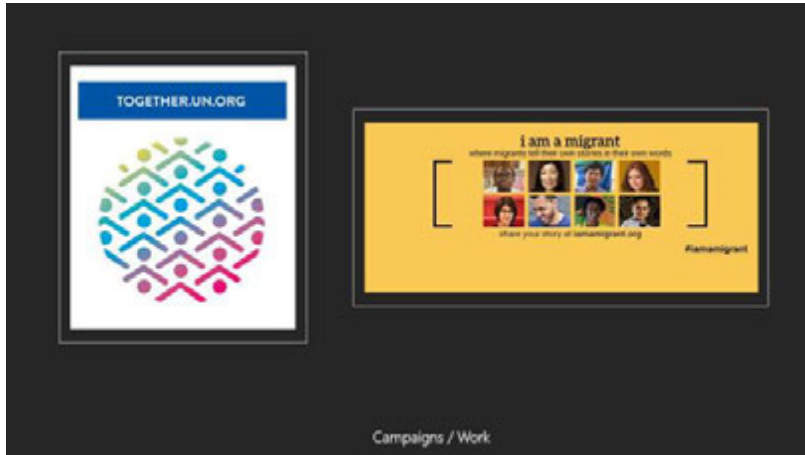 TOGETHER.UN.ORG
i am a migrant
where migrants tell their own stories in their own words
share your story at iamamigrant.org
#iamamigrant
Campaigns / Work